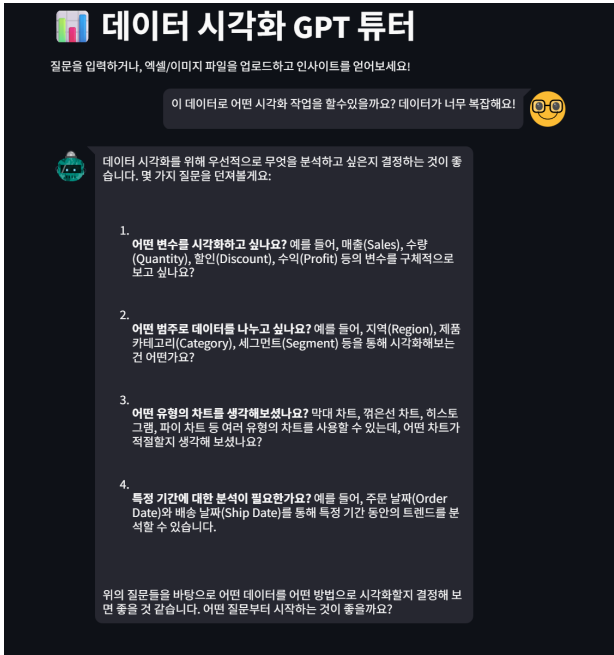 데이터 시각화 GPT 튜터
질문을 입력하거나, 엑셀/이미지 파일을 업로드하고 인사이트를 얻어보세요!
이 데이터로 어떤 시각화 작업을 할수있을까요? 데이터가 너무 복잡해요!
데이터 시각화를 위해 우선적으로 무엇을 분석하고 싶은지 결정하는 것이 좋
습니다. 몇 가지 질문을 던져볼게요:
1.
어떤 변수를 시각화하고 싶나요? 예를 들어, 매출(Sales), 수량
(Quantity), 할인(Discount), 수익(Profit) 등의 변수를 구체적으로
보고 싶나요?
2.
어떤 범주로 데이터를 나누고 싶나요? 예를 들어, 지역(Region), 제품
카테고리(Category), 세그먼트(Segment) 등을 통해 시각화해보는
건 어떤가요?
3.
어떤 유형의 차트를 생각해보셨나요? 막대 차트, 꺾은선 차트, 히스토
그램, 파이 차트 등 여러 유형의 차트를 사용할 수 있는데, 어떤 차트가
적절할지 생각해 보셨나요?
4.
특정 기간에 대한 분석이 필요한가요? 예를 들어, 주문 날짜(Order
Date)와 배송 날짜(Ship Date)를 통해 특정 기간 동안의 트렌드를 분
석할 수 있습니다.
위의 질문들을 바탕으로 어떤 데이터를 어떤 방법으로 시각화할지 결정해 보
면 좋을 것 같습니다. 어떤 질문부터 시작하는 것이 좋을까요?